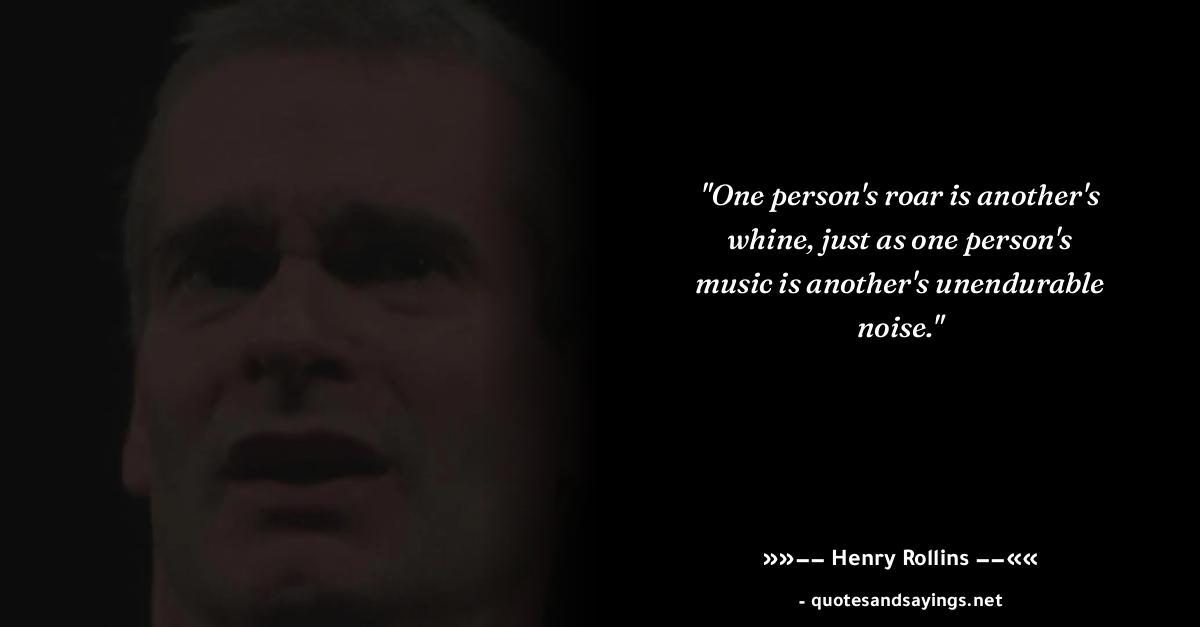 "One person's roar is another's
whine, just as one person's
music is another's unendurable
noise."
»»−− Henry Rollins −−««
- quotesandsayings.net